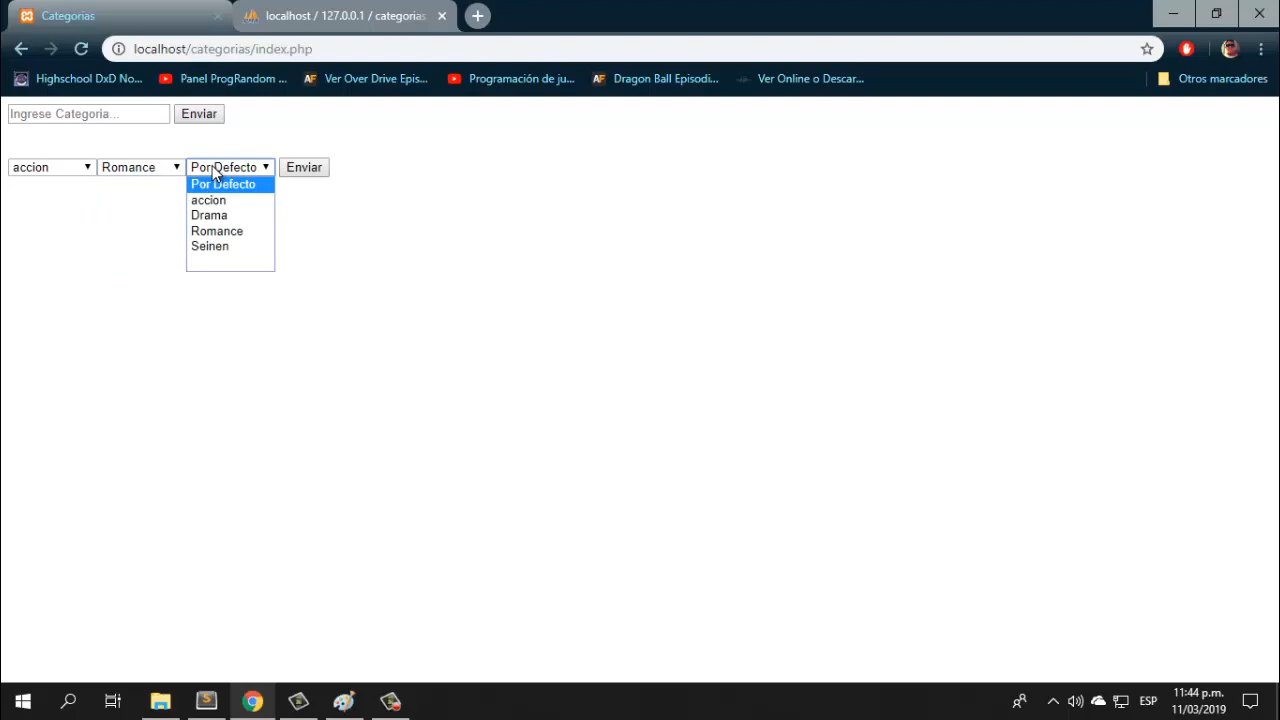 Categorias
localhost / 127.0.0.1 / categorias
localhost/categorias/index.php
Highschool DxD No...
Panel ProgRandom ...
AF Ver Over Drive Epis...
Programación de ju...
AF Dragon Ball Episodi...
Ver Online o Descar...
Otros marcadores
Ingrese Categoria...
Enviar
accion
Romance
Por Defecto
Enviar
Por Defecto
accion
Drama
Romance
Seinen
ESP
11:44 p.m.
11/03/2019